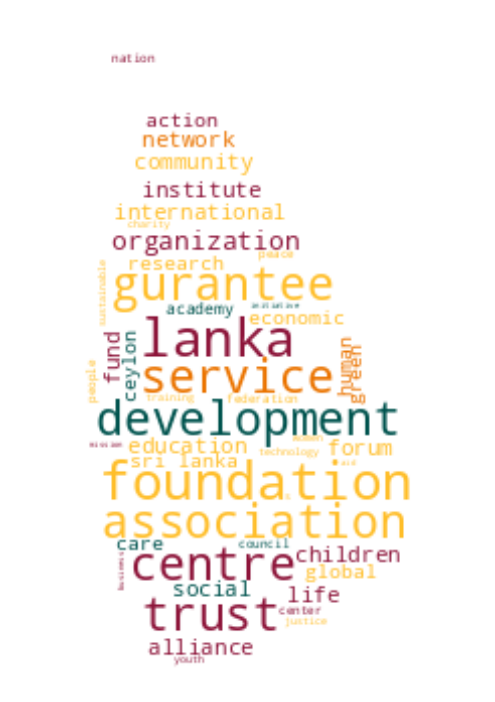 nation
action
network
community
institute
international
charity
organization
peace
research
sustainable
gurantee
initiative
academy
economic
lanka
fund
ceylon
human
green
service
people
training
federation
development
mission
women
education
forum
technology
sri lanka
aid
foundation
association
care
council
centre
children
business
global
social
life
trust
center
justice
alliance
youth